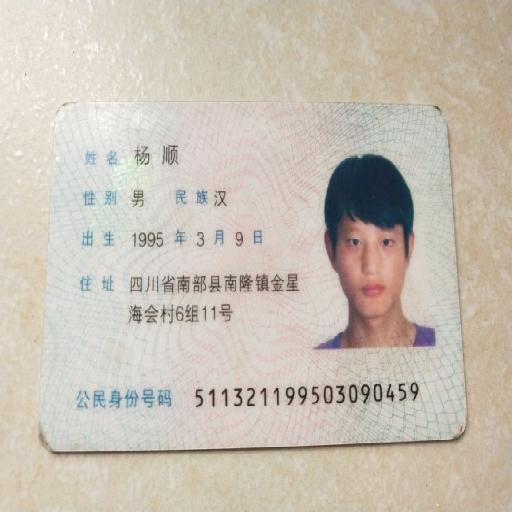 姓名 杨顺
性别 男 民族 汉
出生 1995 年 3 月 9 日
住址 四川省南部县南隆镇金星
海会村6组11号
公民身份号码 511321199503090459